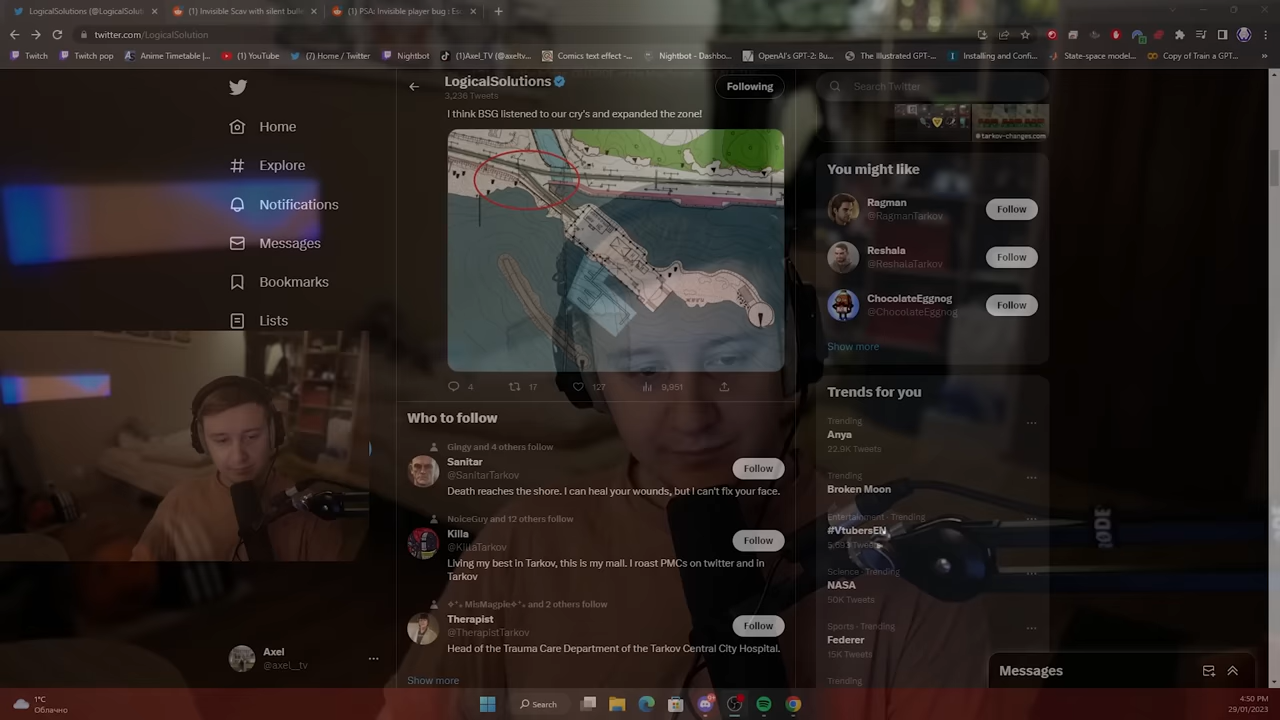 LogicalSolutions (@LogicalSoluti
(1) Invisible Scav with silent bulle
(1) PSA: Invisible player bug : Es
twitter.com/LogicalSolution
Twitch
Twitch pop
Anime Timetable |...
(1) YouTube
(7) Home / Twitter
Nightbot
(1)Axel_TV (@axeltv...
Comics text effect -...
Nightbot - Dashbo...
OpenAI's GPT-2: Bu...
The Illustrated GPT-...
Installing and Confi...
State-space model...
Copy of Train a GPT...
LogicalSolutions
3,236 Tweets
Following
Search Twitter
I think BSG listened to our cry's and expanded the zone!
tarkov-changes.com
Home
Explore
Notifications
Messages
Bookmarks
Lists
You might like
Ragman
@RagmanTarkov
Follow
Reshala
@ReshalaTarkov
Follow
ChocolateEggnog
@ChocolateEggnog
Follow
Show more
4
17
127
9,951
Who to follow
Gingy and 4 others follow
Sanitar
@SanitarTarkov
Follow
Death reaches the shore. I can heal your wounds, but I can't fix your face.
NoiceGuy and 12 others follow
Killa
@KillaTarkov
Follow
Living my best in Tarkov, this is my mall. I roast PMCs on twitter and in
Tarkov
MisMagpie and 2 others follow
Therapist
@TherapistTarkov
Follow
Head of the Trauma Care Department of the Tarkov Central City Hospital.
Show more
Trends for you
Trending
Anya
22.9K Tweets
Trending
Broken Moon
Entertainment · Trending
#VtubersEN
Science · Trending
NASA
50K Tweets
Sports · Trending
Federer
15K Tweets
Trending
RODE
Axel
@axel__tv
Messages
1°C
Облачно
Search
4:50 PM
29/01/2023